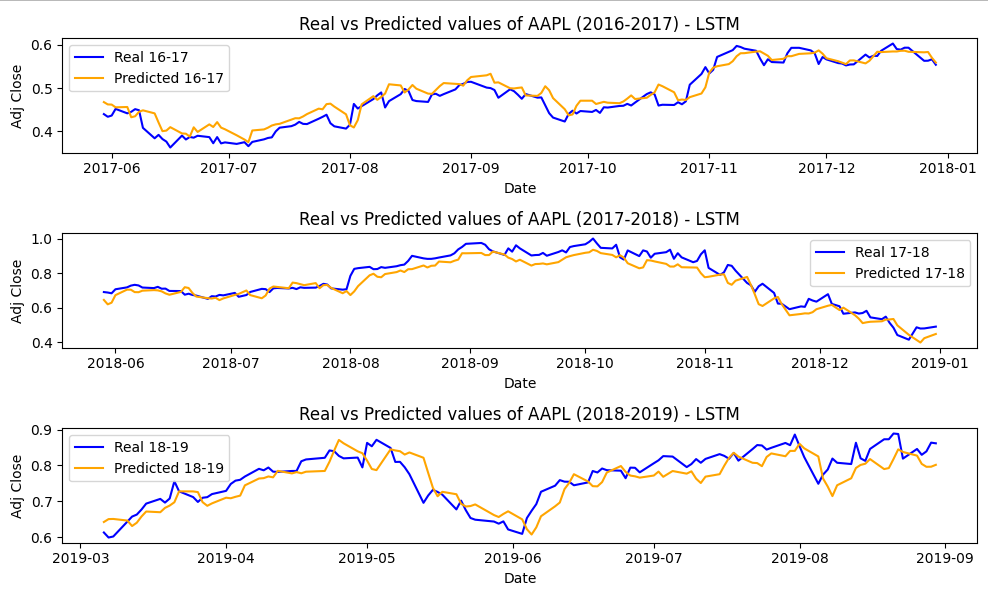 Real vs Predicted values of AAPL (2016-2017) - LSTM
Real 16-17
Predicted 16-17
Adj Close
0.6
0.5
0.4
2017-06 2017-07 2017-08 2017-09 2017-10 2017-11 2017-12 2018-01
Date
Real vs Predicted values of AAPL (2017-2018) - LSTM
Real 17-18
Predicted 17-18
Adj Close
1.0
0.8
0.6
0.4
2018-06 2018-07 2018-08 2018-09 2018-10 2018-11 2018-12 2019-01
Date
Real vs Predicted values of AAPL (2018-2019) - LSTM
Real 18-19
Predicted 18-19
Adj Close
0.9
0.8
0.7
0.6
2019-03 2019-04 2019-05 2019-06 2019-07 2019-08 2019-09
Date